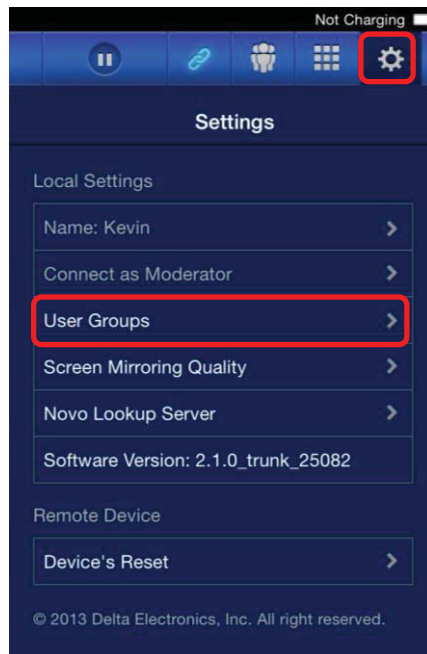 Not Charging
Settings
Local Settings
Name: Kevin
Connect as Moderator
User Groups
Screen Mirroring Quality
Novo Lookup Server
Software Version: 2.1.0_trunk_25082
Remote Device
Device's Reset
© 2013 Delta Electronics, Inc. All right reserved.